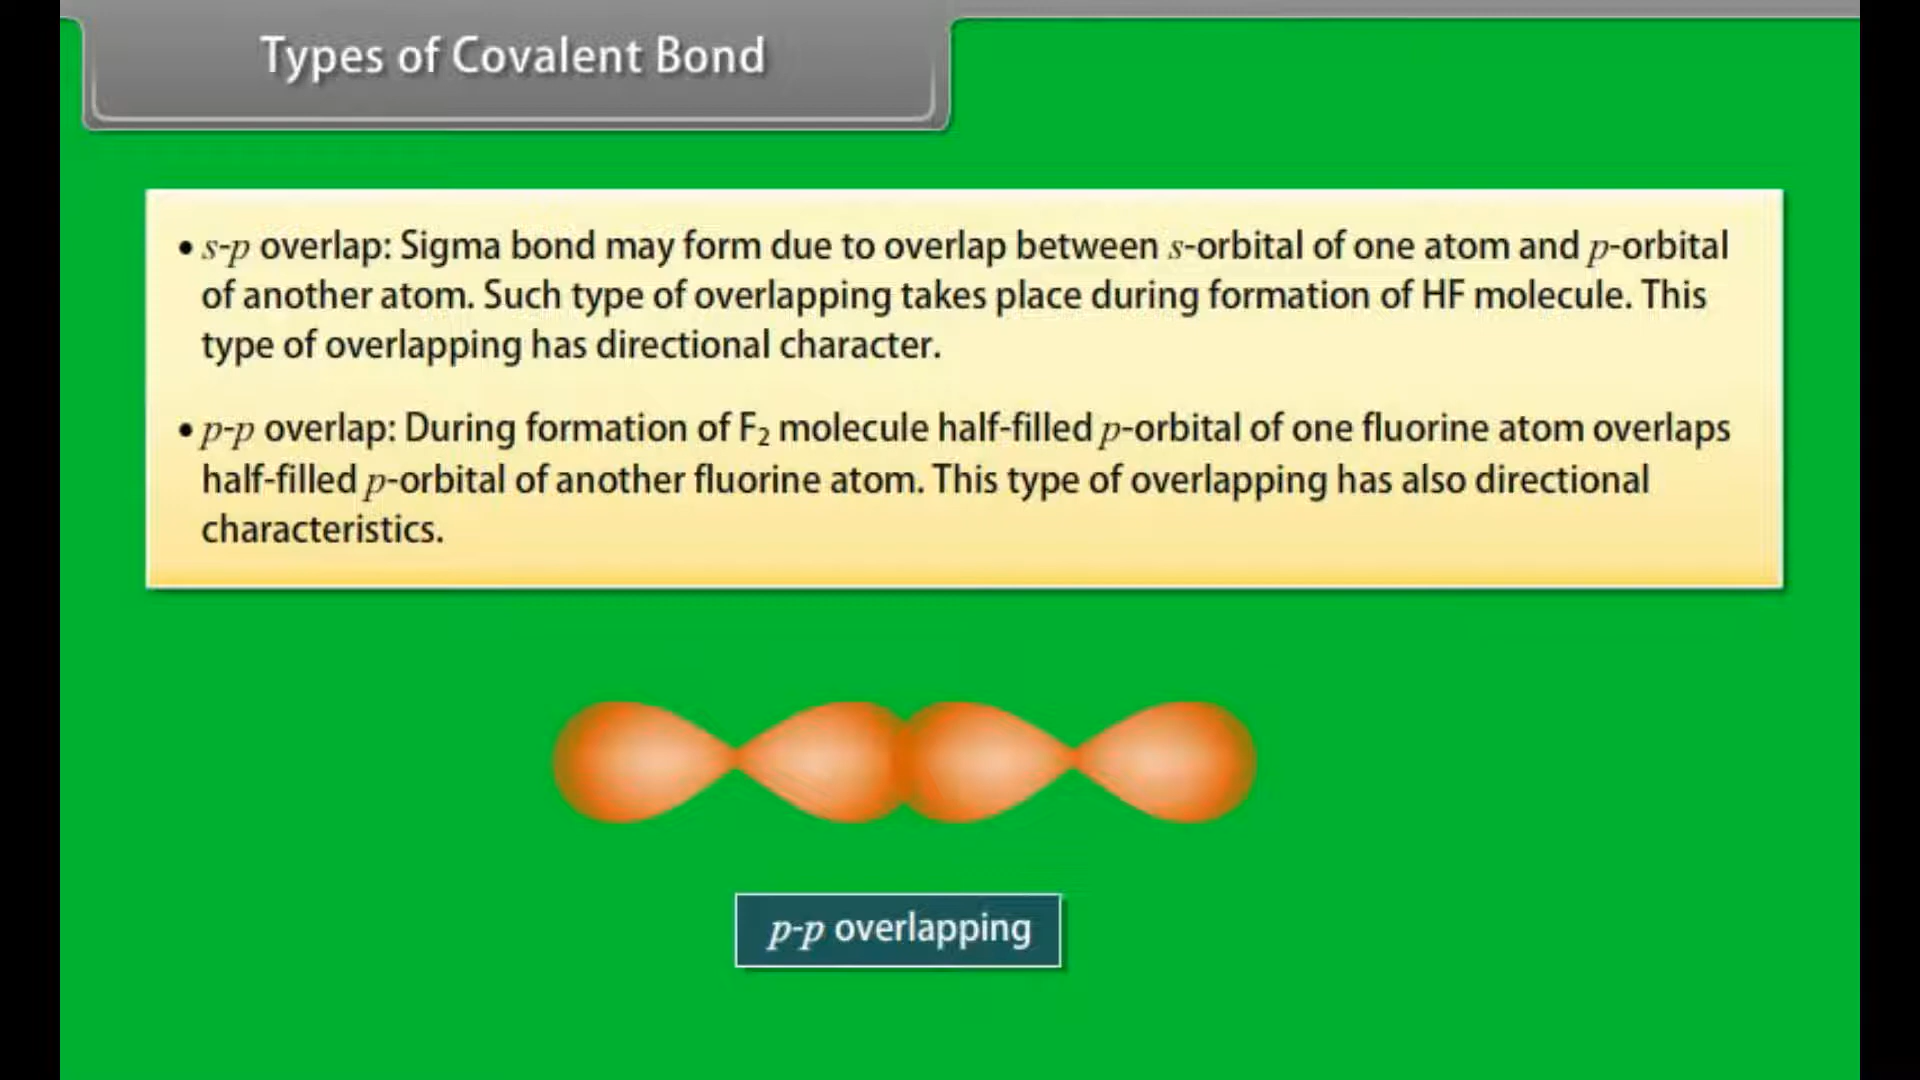 Types of Covalent Bond
• s-p overlap: Sigma bond may form due to overlap between s-orbital of one atom and p-orbital
of another atom. Such type of overlapping takes place during formation of HF molecule. This
type of overlapping has directional character.
• p-p overlap: During formation of F₂ molecule half-filled p-orbital of one fluorine atom overlaps
half-filled p-orbital of another fluorine atom. This type of overlapping has also directional
characteristics.
p-p overlapping